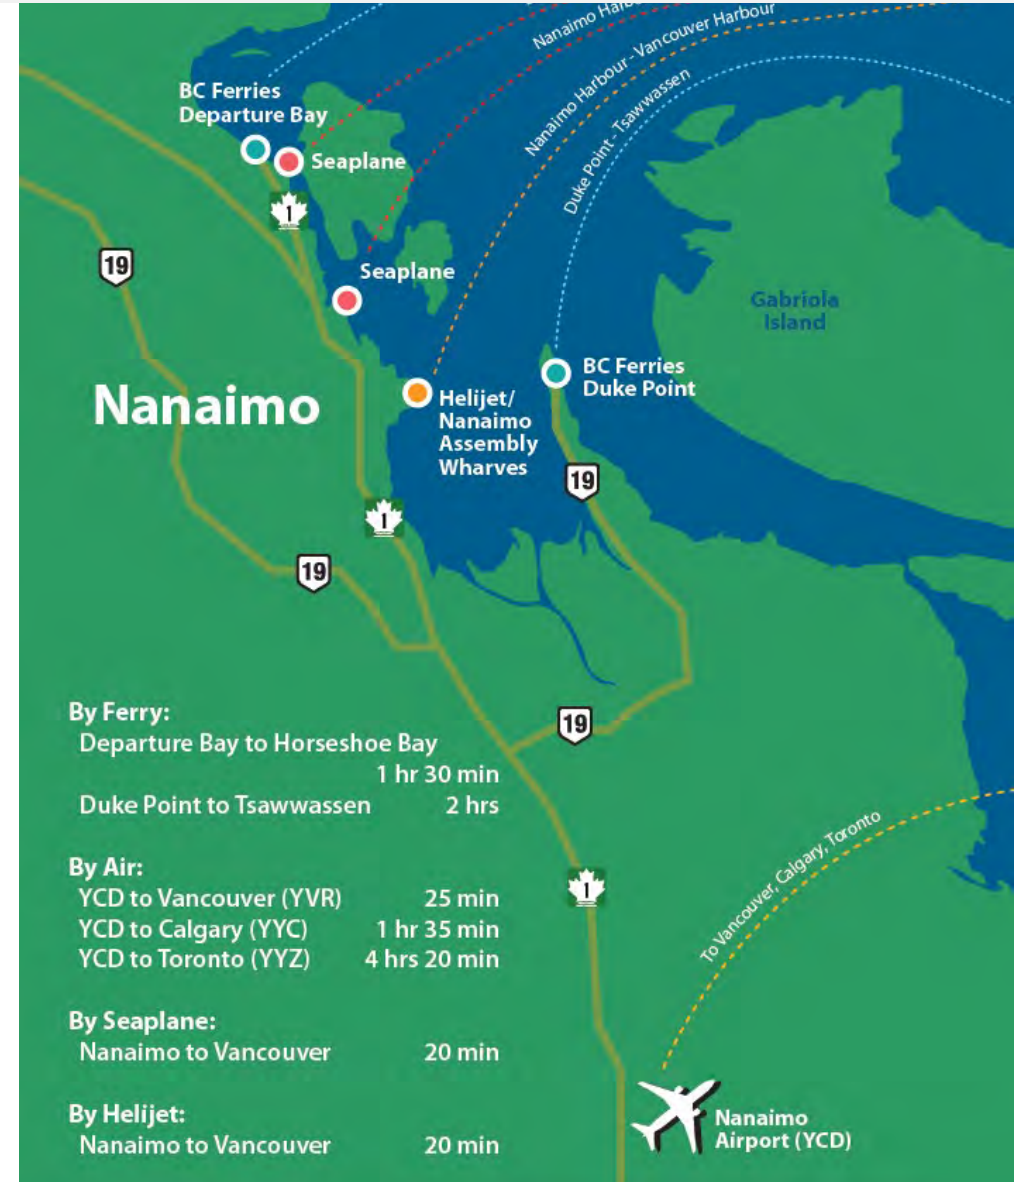 Nanaimo Harbour - Vancouver Harbour
Nanaimo
Duke Point - Tsawwassen
BC Ferries
Departure Bay
Seaplane
1
19
Seaplane
Gabriola
Island
BC Ferries
Duke Point
Nanaimo
Helijet/
Nanaimo
Assembly
Wharves
19
1
19
By Ferry:
Departure Bay to Horseshoe Bay
1 hr 30 min
Duke Point to Tsawwassen 2 hrs
19
By Air:
YCD to Vancouver (YVR) 25 min
YCD to Calgary (YYC) 1 hr 35 min
YCD to Toronto (YYZ) 4 hrs 20 min
1
To Vancouver, Calgary, Toronto
By Seaplane:
Nanaimo to Vancouver 20 min
By Helijet:
Nanaimo to Vancouver 20 min
Nanaimo
Airport (YCD)